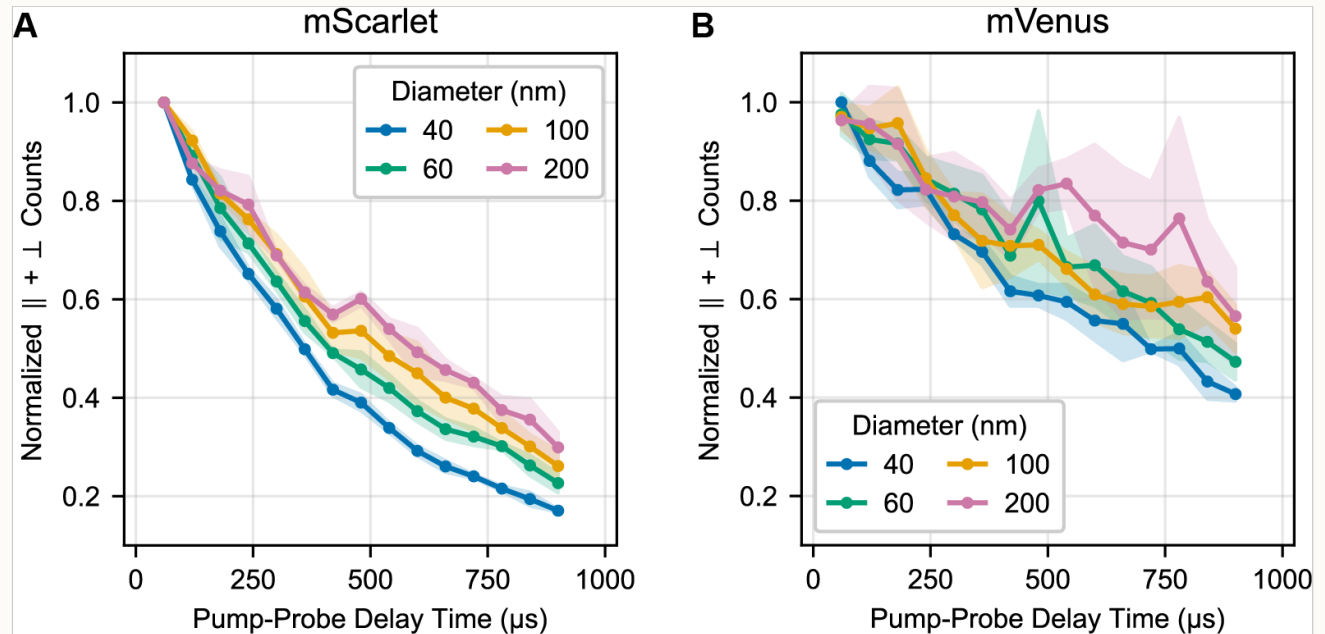 A
mScarlet
Normalized || + ⊥ Counts
1.0
0.8
0.6
0.4
0.2
Diameter (nm)
40 100
60 200
0 250 500 750 1000
Pump-Probe Delay Time (µs)
B
mVenus
Normalized || + ⊥ Counts
1.0
0.8
0.6
0.4
0.2
Diameter (nm)
40 100
60 200
0 250 500 750 1000
Pump-Probe Delay Time (µs)